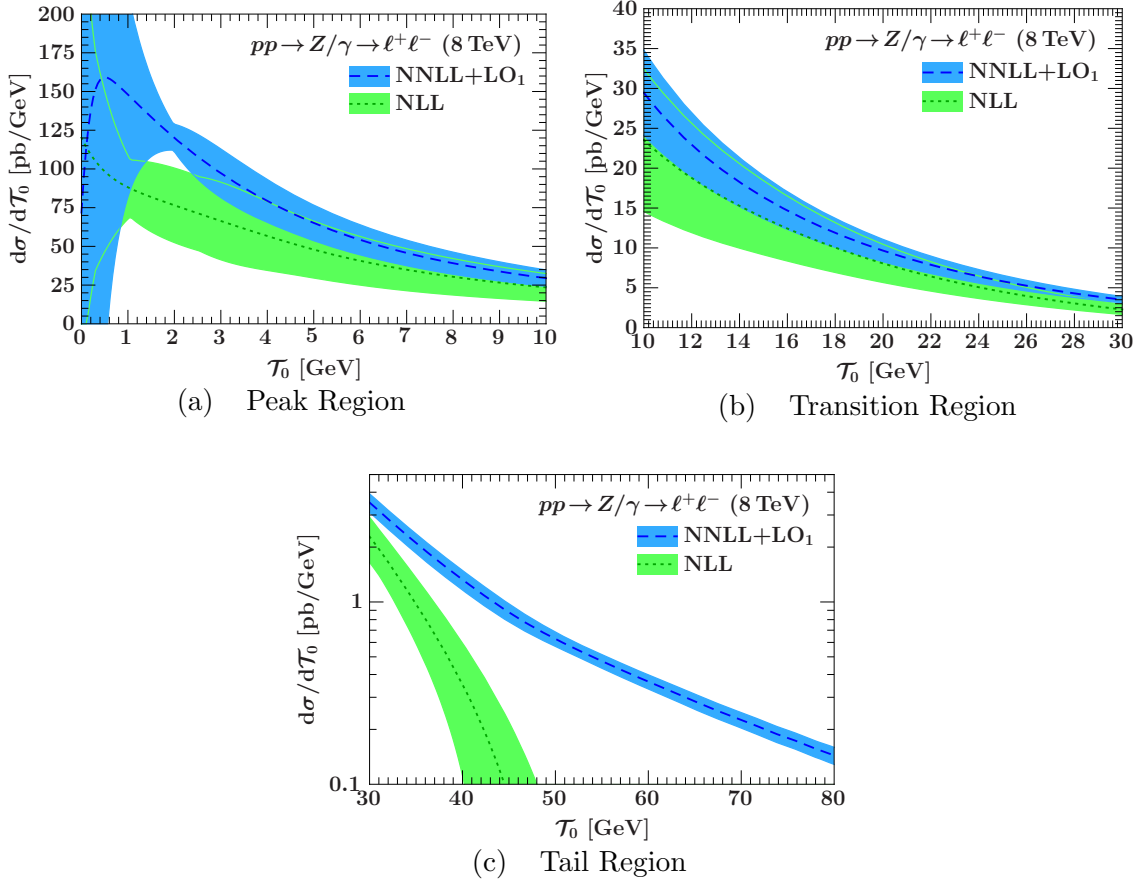 pp→Z/γ→ℓ⁺ℓ⁻ (8 TeV)
NNLL+LO₁
NLL
dσ/d𝒯₀ [pb/GeV]
200
175
150
125
100
75
50
25
0
0 1 2 3 4 5 6 7 8 9 10
𝒯₀ [GeV]
(a) Peak Region
pp→Z/γ→ℓ⁺ℓ⁻ (8 TeV)
NNLL+LO₁
NLL
dσ/d𝒯₀ [pb/GeV]
40
35
30
25
20
15
10
5
0
10 12 14 16 18 20 22 24 26 28 30
𝒯₀ [GeV]
(b) Transition Region
pp→Z/γ→ℓ⁺ℓ⁻ (8 TeV)
NNLL+LO₁
NLL
dσ/d𝒯₀ [pb/GeV]
1
0.1
30 40 50 60 70 80
𝒯₀ [GeV]
(c) Tail Region